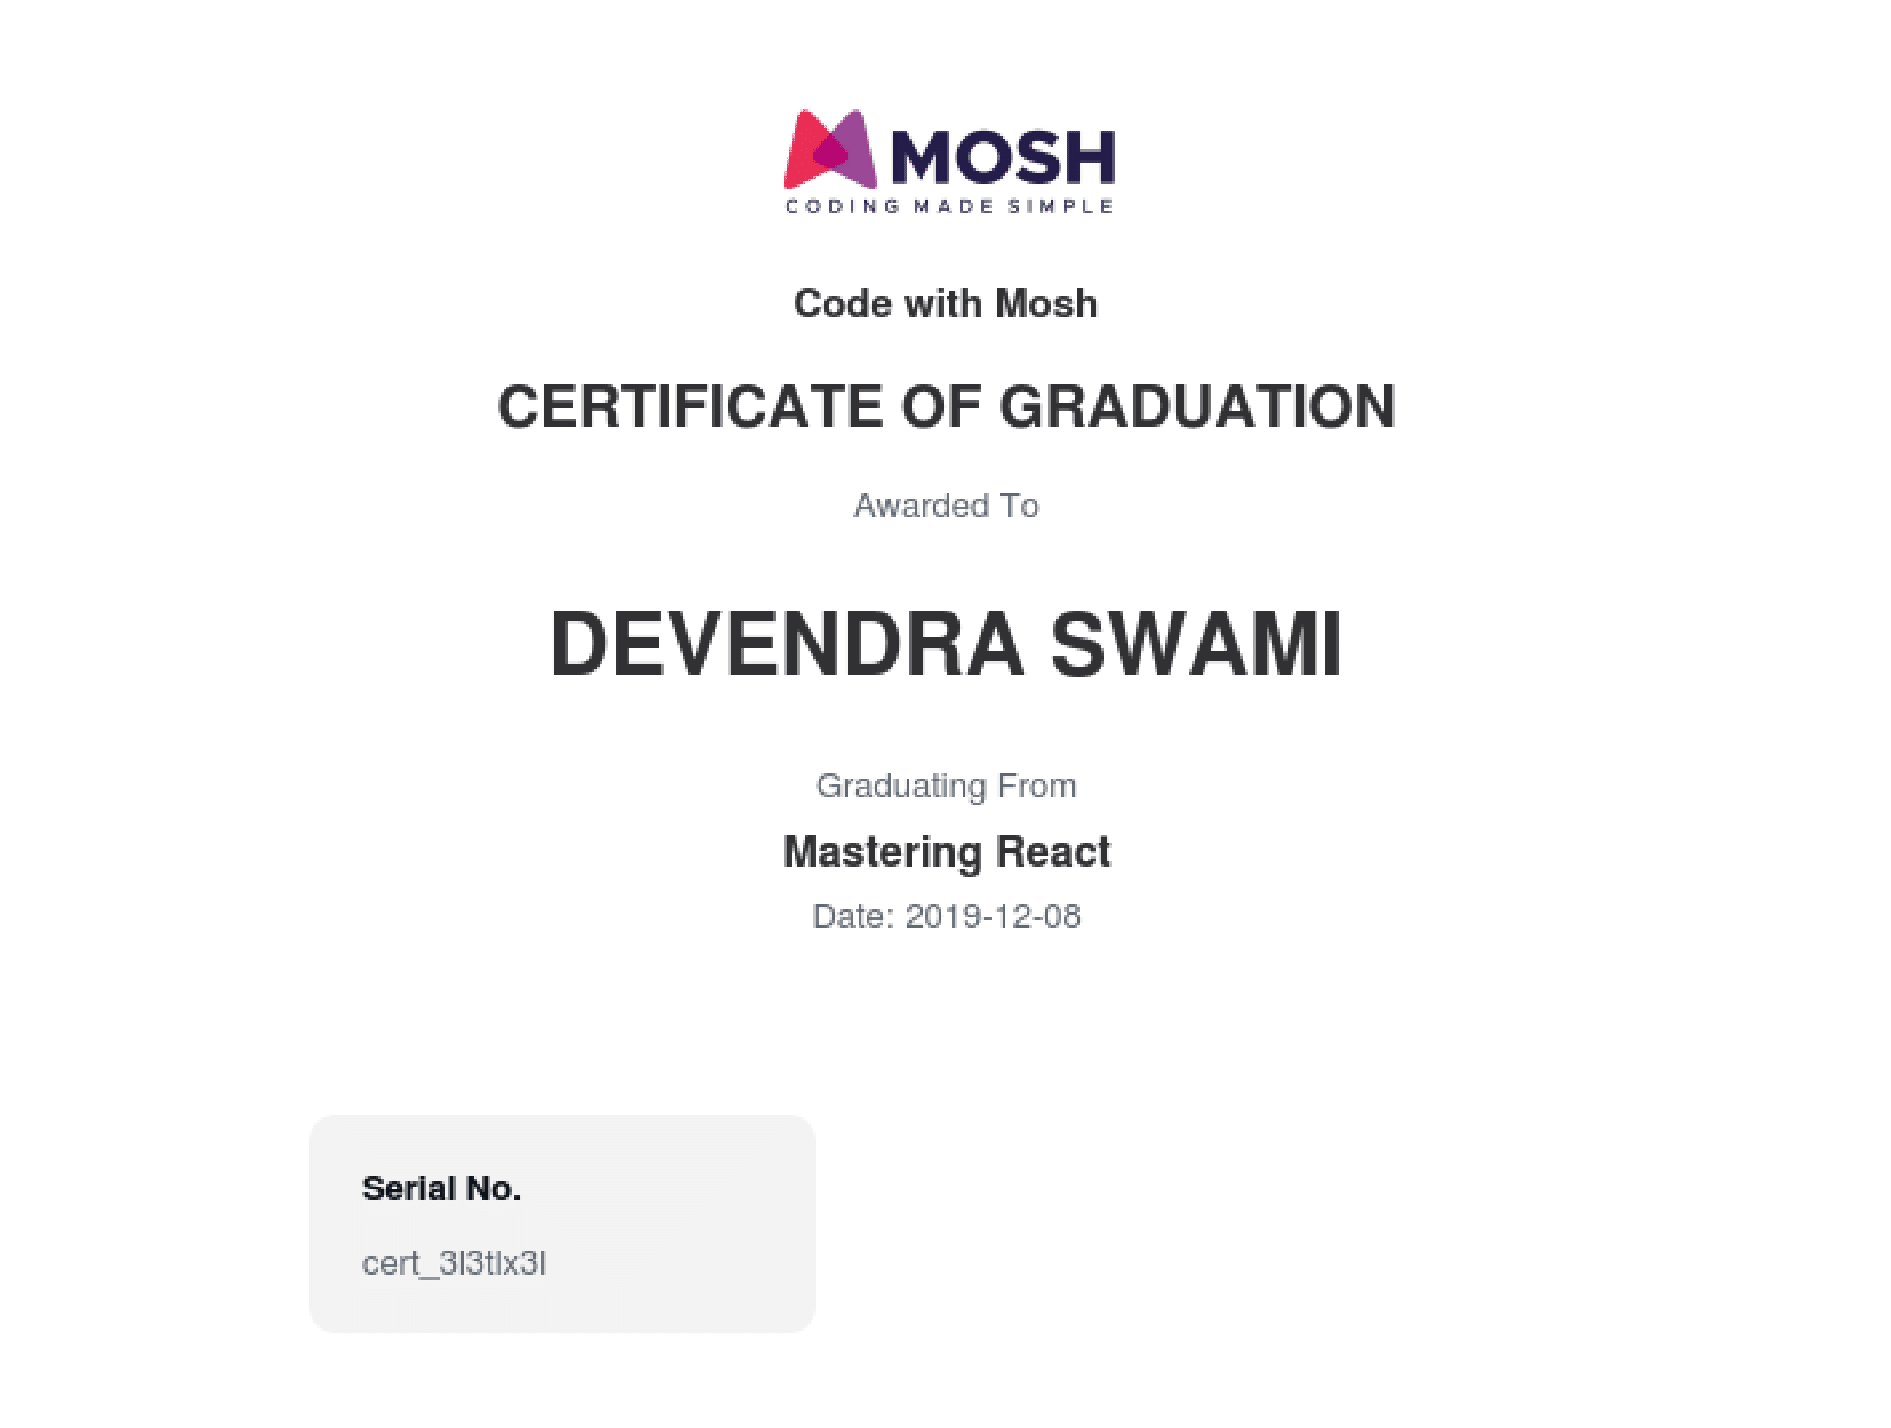 MOSH
CODING MADE SIMPLE
Code with Mosh
CERTIFICATE OF GRADUATION
Awarded To
DEVENDRA SWAMI
Graduating From
Mastering React
Date: 2019-12-08
Serial No.
cert_3l3tlx3l